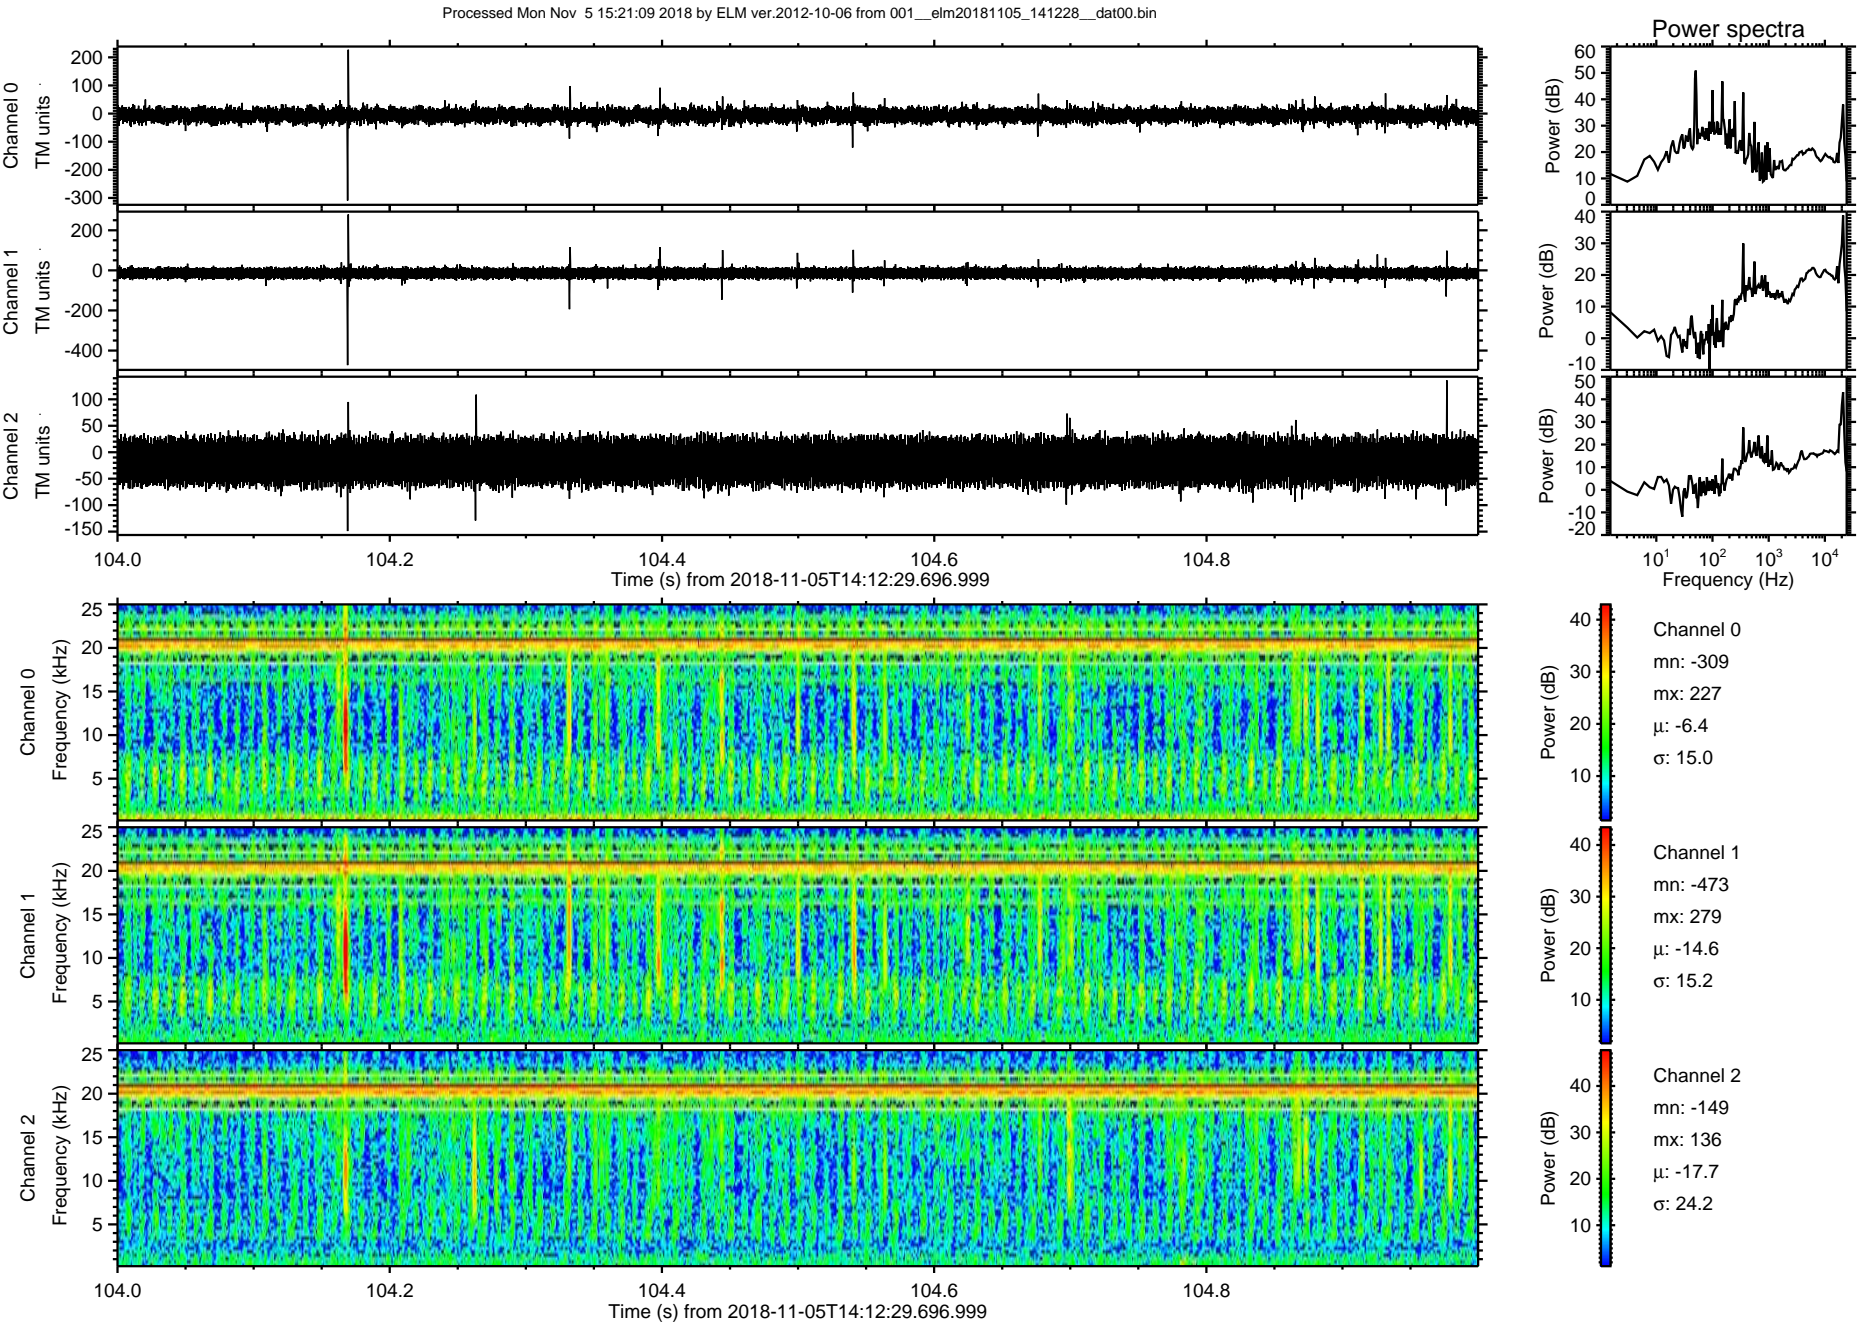 Processed Mon Nov  5 15:21:09 2018 by ELM ver.2012-10-06 from 001__elm20181105_141228__dat00.bin
Power spectra
Channel 0
TM units
200
100
0
-100
-200
-300
Power (dB)
60
50
40
30
20
10
0
Channel 1
TM units
200
0
-200
-400
Power (dB)
40
30
20
10
0
-10
Channel 2
TM units
100
50
0
-50
-100
-150
Power (dB)
50
40
30
20
10
0
-10
-20
104.0 104.2 104.4 104.6 104.8
Time (s) from 2018-11-05T14:12:29.696.999
10^1 10^2 10^3 10^4
Frequency (Hz)
Channel 0
Frequency (kHz)
25
20
15
10
5
Power (dB)
40
30
20
10
Channel 0
mn: -309
mx: 227
μ: -6.4
σ: 15.0
Channel 1
Frequency (kHz)
25
20
15
10
5
Power (dB)
40
30
20
10
Channel 1
mn: -473
mx: 279
μ: -14.6
σ: 15.2
Channel 2
Frequency (kHz)
25
20
15
10
5
Power (dB)
40
30
20
10
Channel 2
mn: -149
mx: 136
μ: -17.7
σ: 24.2
104.0 104.2 104.4 104.6 104.8
Time (s) from 2018-11-05T14:12:29.696.999